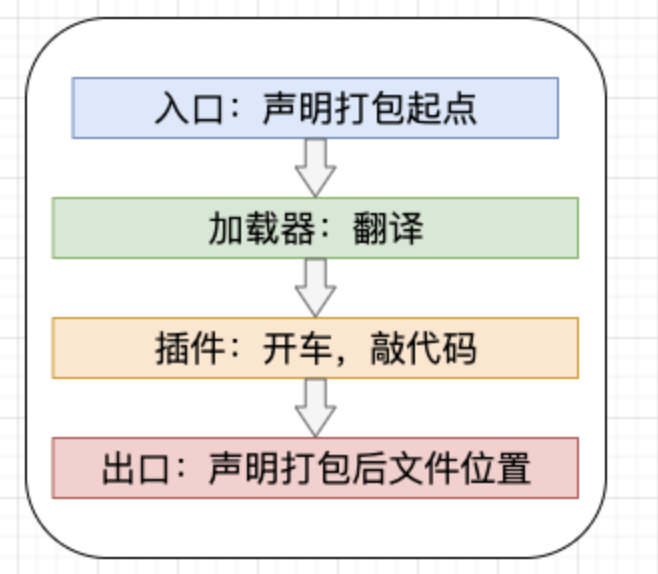 入口：声明打包起点
加载器：翻译
插件：开车，敲代码
出口：声明打包后文件位置